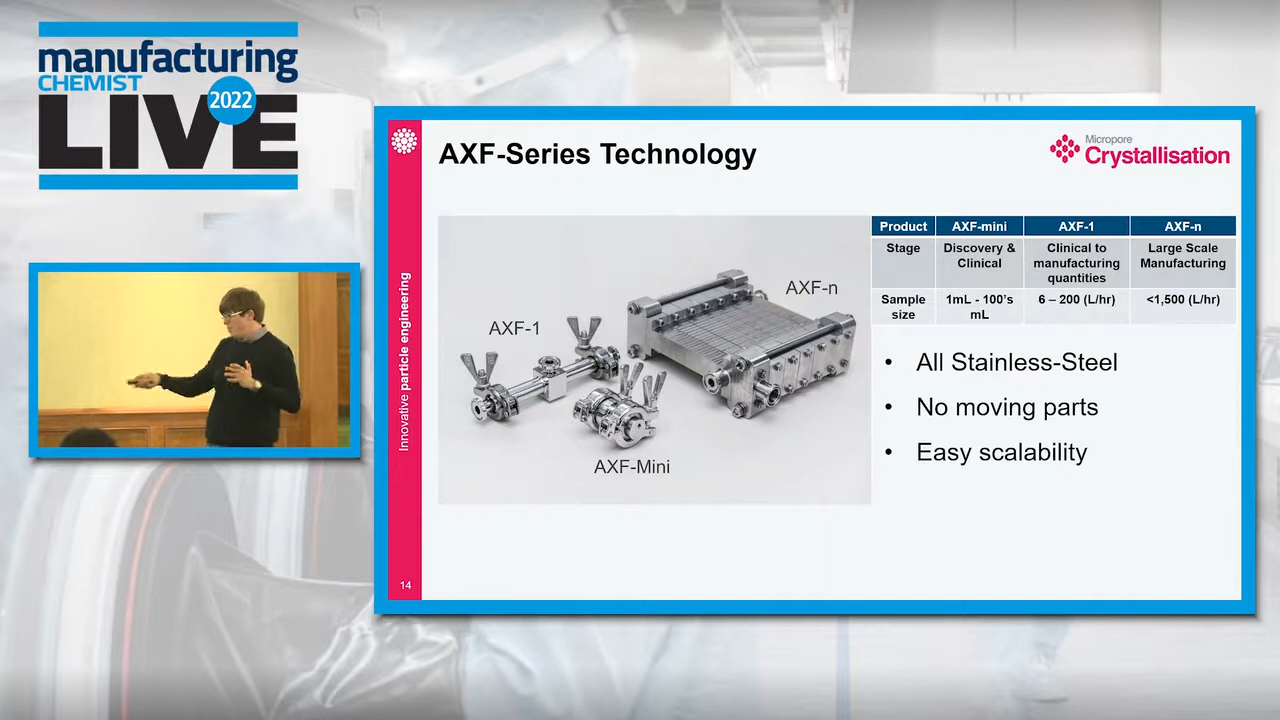 manufacturing
CHEMIST
2022
LIVE
AXF-Series Technology
Micropore
Crystallisation
Innovative particle engineering
AXF-1
AXF-n
AXF-Mini
Product AXF-mini AXF-1 AXF-n
Stage Discovery & Clinical Clinical to manufacturing quantities Large Scale Manufacturing
Sample size 1mL - 100's mL 6 – 200 (L/hr) <1,500 (L/hr)
• All Stainless-Steel
• No moving parts
• Easy scalability
14